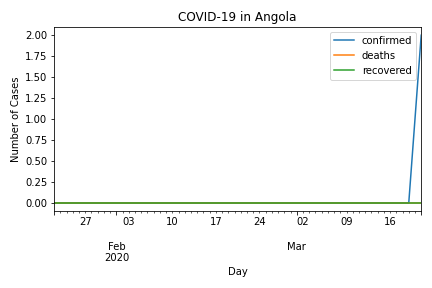 COVID-19 in Angola
confirmed
deaths
recovered
Number of Cases
2.00
1.75
1.50
1.25
1.00
0.75
0.50
0.25
0.00
27 03 10 17 24 02 09 16
Feb Mar
2020
Day